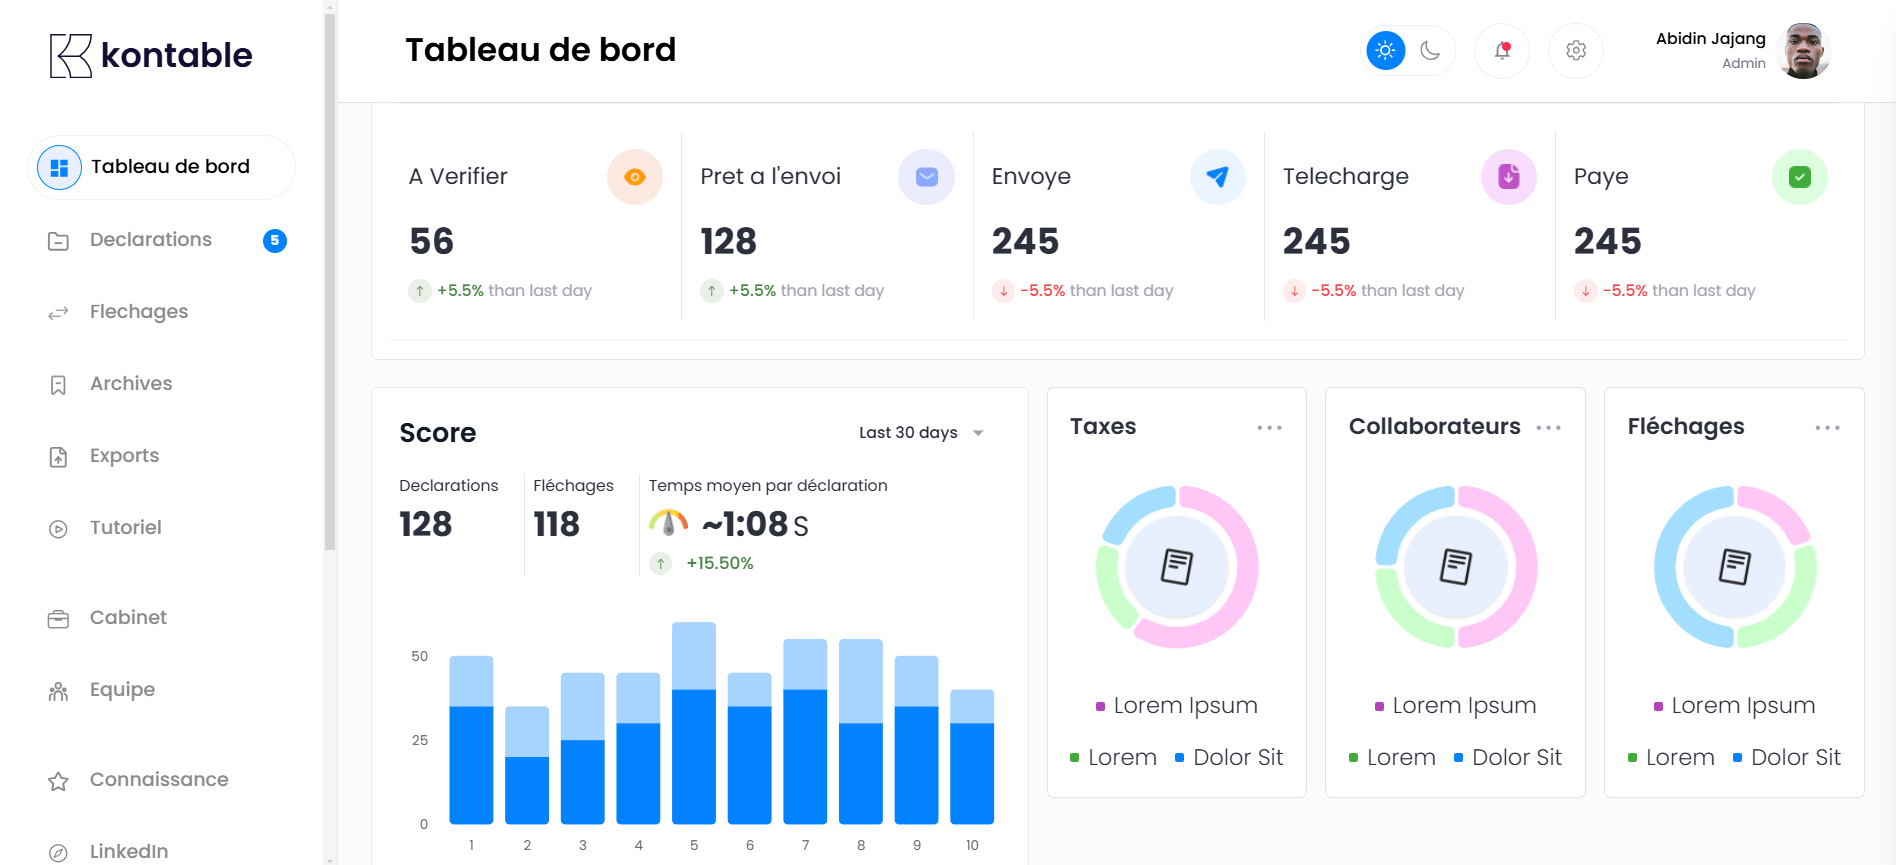 kontable
Tableau de bord
Abidin Jajang
Admin
Tableau de bord
Declarations 5
Flechages
Archives
Exports
Tutoriel
Cabinet
Equipe
Connaissance
LinkedIn
A Verifier
56
+5.5% than last day
Pret a l'envoi
128
+5.5% than last day
Envoye
245
-5.5% than last day
Telecharge
245
-5.5% than last day
Paye
245
-5.5% than last day
Score
Last 30 days
Declarations
128
Fléchages
118
Temps moyen par déclaration
~1:08 S
+15.50%
50
25
0
1 2 3 4 5 6 7 8 9 10
Taxes
Lorem Ipsum
Lorem Dolor Sit
Collaborateurs
Lorem Ipsum
Lorem Dolor Sit
Fléchages
Lorem Ipsum
Lorem Dolor Sit